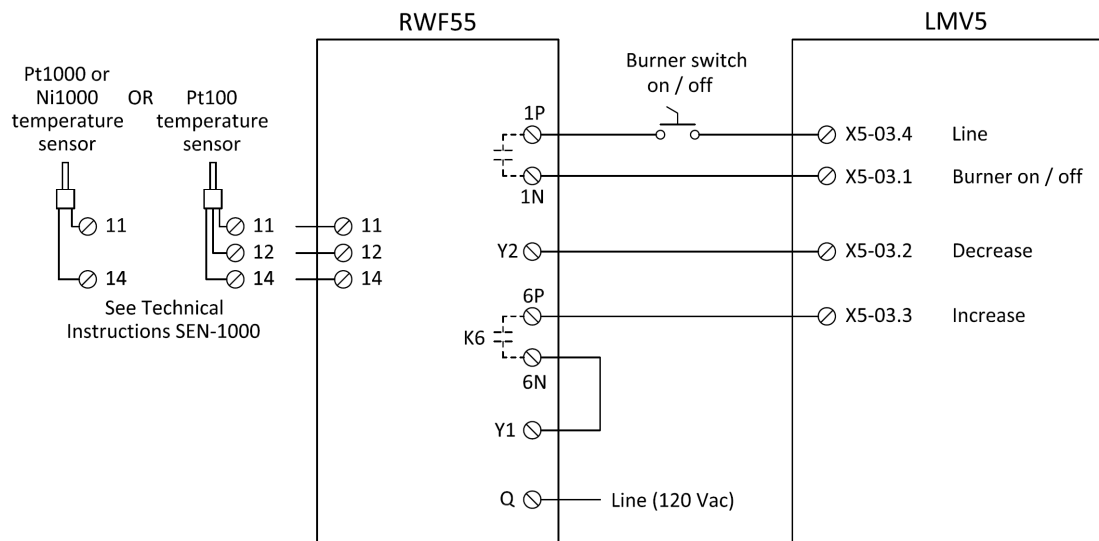 RWF55
LMV5
Pt1000 or
Ni1000
temperature
sensor
OR
Pt100
temperature
sensor
Burner switch
on / off
1P
X5-03.4 Line
1N
X5-03.1 Burner on / off
11
11
11
12
12
14
14
14
Y2
X5-03.2 Decrease
See Technical
Instructions SEN-1000
6P
X5-03.3 Increase
K6
6N
Y1
Q
Line (120 Vac)